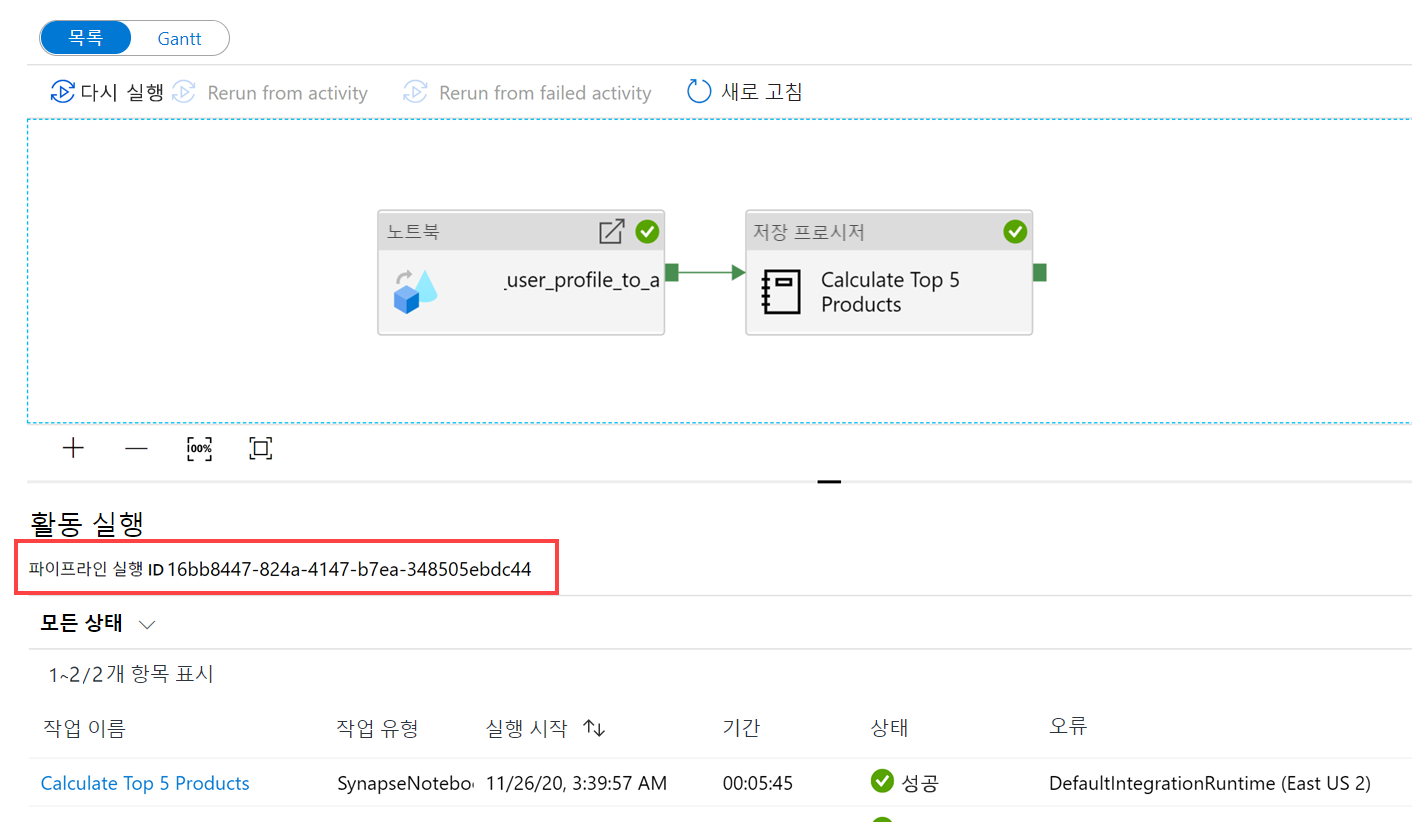 목록 Gantt
다시 실행 Rerun from activity Rerun from failed activity 새로 고침
노트북 저장 프로시저
_user_profile_to_a Calculate Top 5
Products
100%
활동 실행
파이프라인 실행 ID 16bb8447-824a-4147-b7ea-348505ebdc44
모든 상태
1~2/2개 항목 표시
작업 이름 작업 유형 실행 시작 기간 상태 오류
Calculate Top 5 Products SynapseNotebo 11/26/20, 3:39:57 AM 00:05:45 성공 DefaultIntegrationRuntime (East US 2)